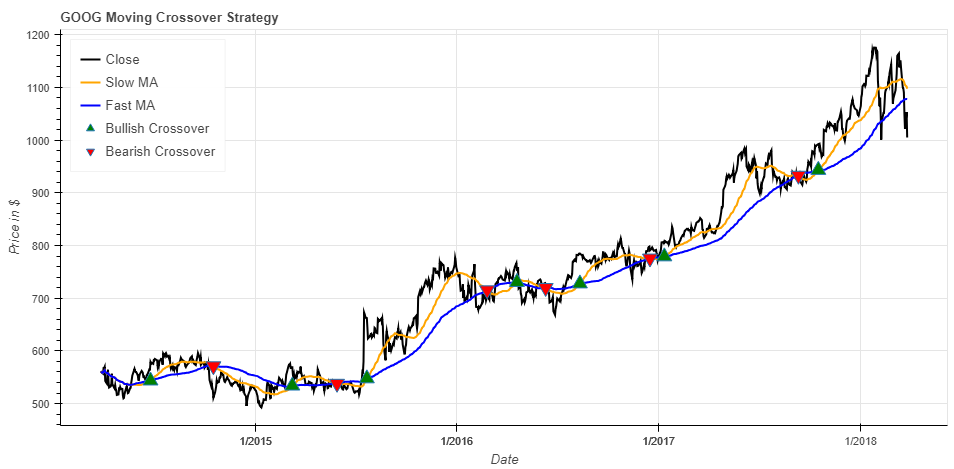 GOOG Moving Crossover Strategy
1200
1100
1000
900
800
700
600
500
Price in $
Close
Slow MA
Fast MA
Bullish Crossover
Bearish Crossover
1/2015
1/2016
1/2017
1/2018
Date